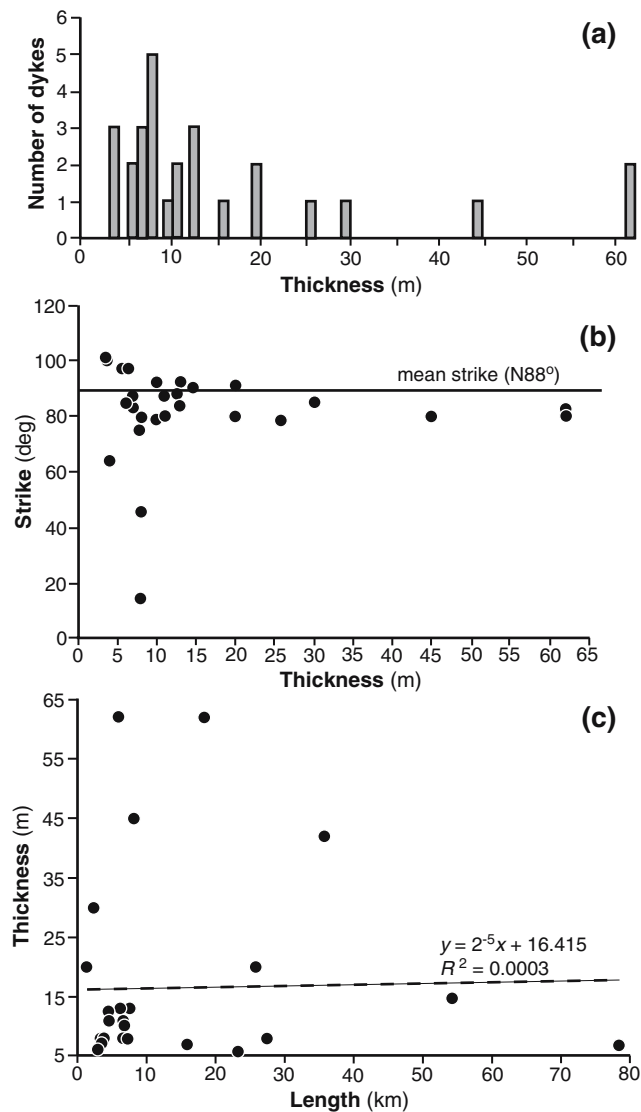 (a)
Number of dykes
6
5
4
3
2
1
0
0 10 20 30 40 50 60
Thickness (m)
(b)
Strike (deg)
120
100
80
60
40
20
0
mean strike (N88º)
0 5 10 15 20 25 30 35 40 45 50 55 60 65
Thickness (m)
(c)
Thickness (m)
65
55
45
35
25
15
5
y = 2⁻⁵x + 16.415
R² = 0.0003
0 10 20 30 40 50 60 70 80
Length (km)